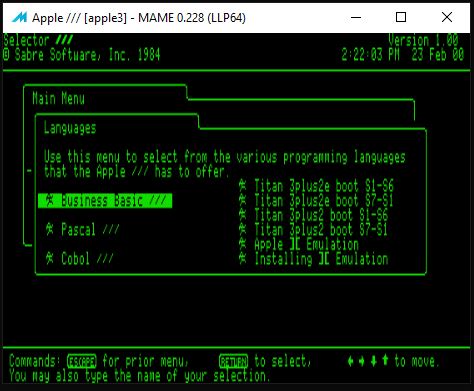 Apple /// [apple3] - MAME 0.228 (LLP64)
Selector ///
Version 1.00
© Sabre Software, Inc. 1984
2:22:03 PM 23 Feb 00
Main Menu
Languages
Use this menu to select from the various programming languages
that the Apple /// has to offer.
Business Basic ///
Pascal ///
Cobol ///
Titan 3plus2e boot S1-S6
Titan 3plus2e boot S7-S1
Titan 3plus2 boot S1-S6
Titan 3plus2 boot S7-S1
Apple ][ Emulation
Installing ][ Emulation
Commands: ESCAPE for prior menu, RETURN to select, ← → ↓ ↑ to move.
You may also type the name of your selection.